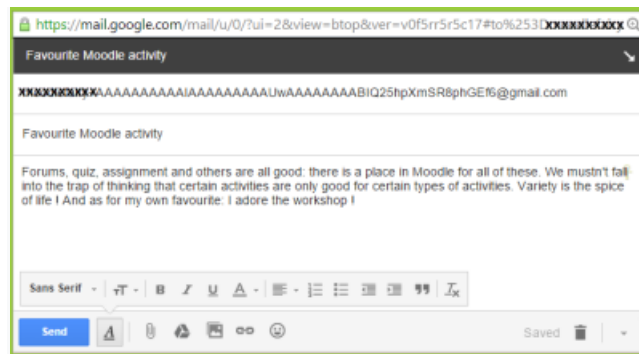 https://mail.google.com/mail/u/0/?ui=2&view=btop&ver=v0f5rr5r5c17#to%253D
Favourite Moodle activity
AAAAAAAAAAIAAAAAAAAAUwAAAAAAAABIQ25hpXmSR8phGEf6@gmail.com
Favourite Moodle activity
Forums, quiz, assignment and others are all good: there is a place in Moodle for all of these. We mustn't fall
into the trap of thinking that certain activities are only good for certain types of activities. Variety is the spice
of life ! And as for my own favourite: I adore the workshop !
Sans Serif
Send
Saved